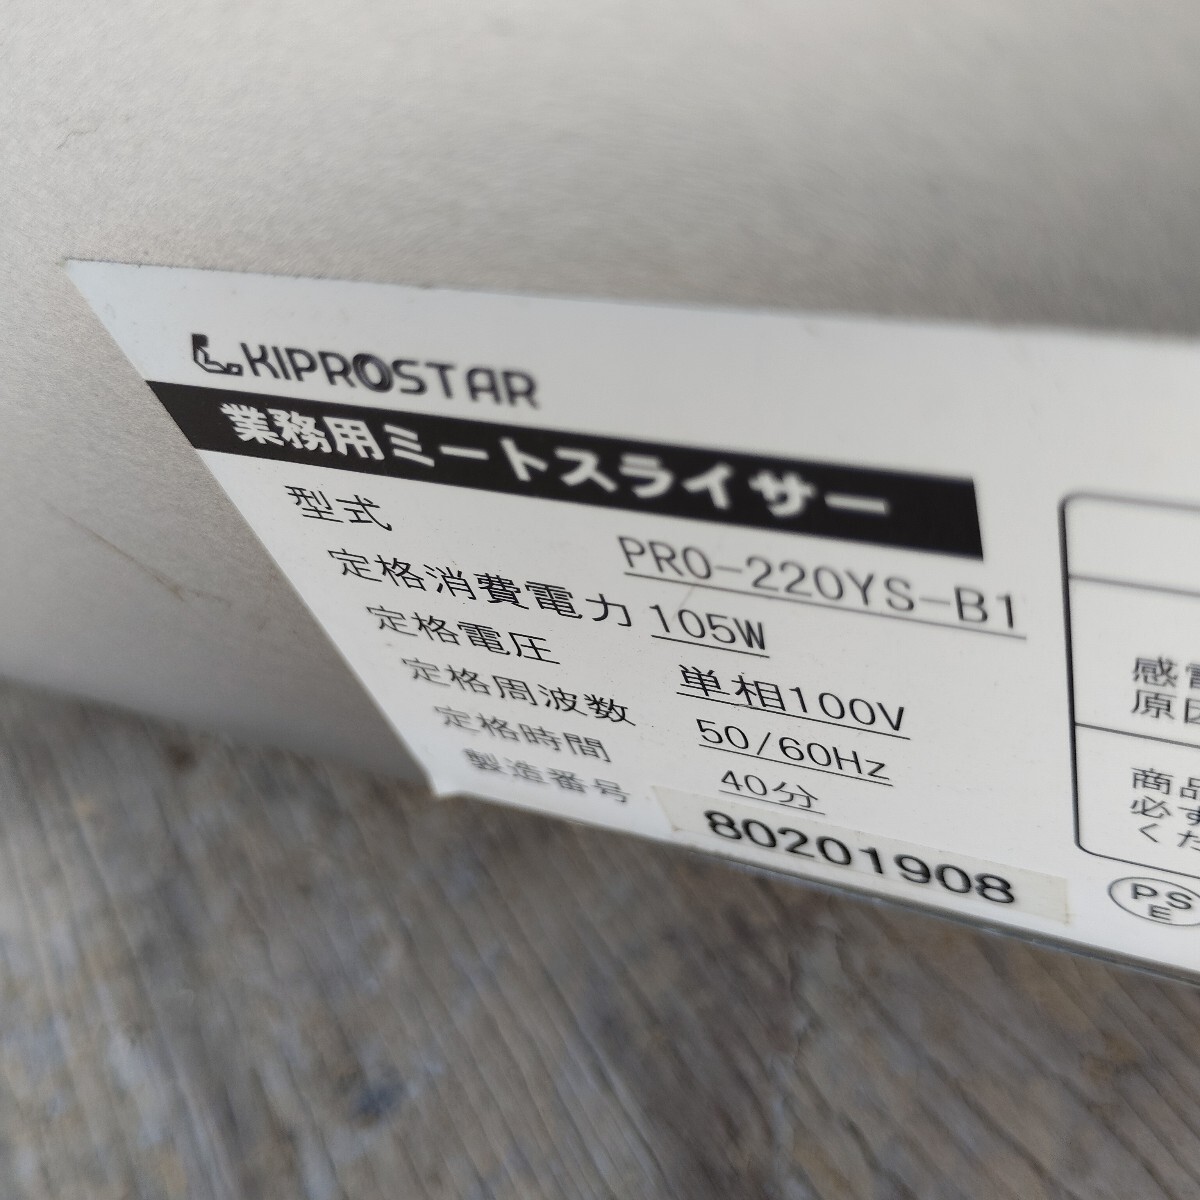 KIPROSTAR
業務用ミートスライサー
型式 PRO-220YS-B1
定格消費電力 105W
定格電圧 単相100V
定格周波数 50/60Hz
定格時間 40分
製造番号 80201908
感電
原因
商品
必ず
くだ
PSE